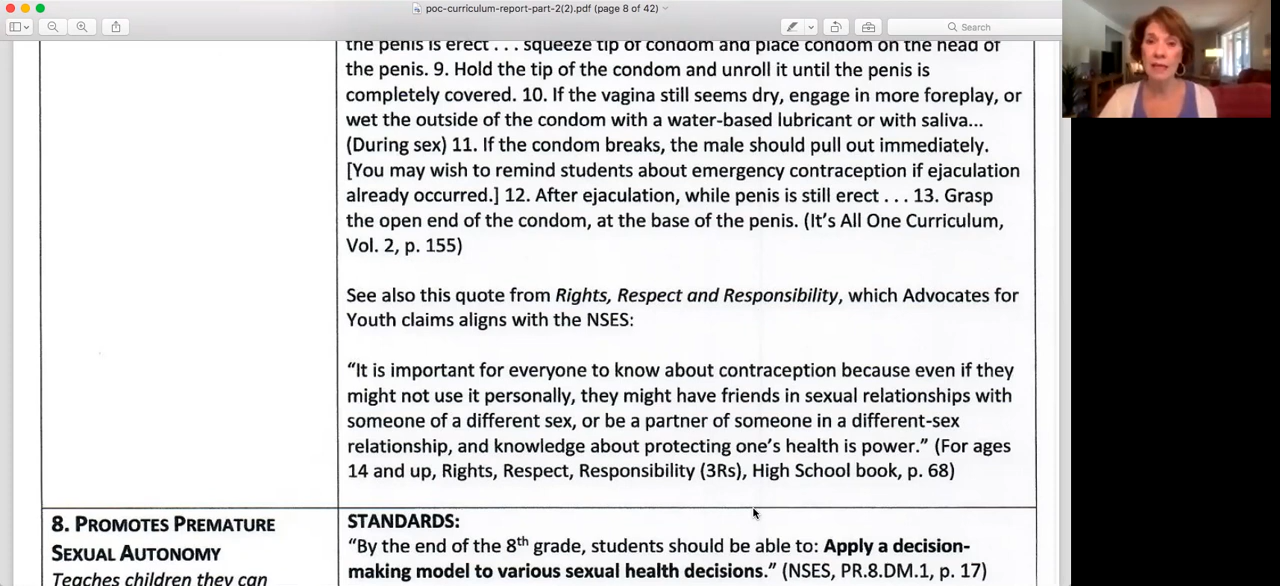 poc-curriculum-report-part-2(2).pdf (page 8 of 42)
Search
the penis is erect . . . squeeze tip of condom and place condom on the head of
the penis. 9. Hold the tip of the condom and unroll it until the penis is
completely covered. 10. If the vagina still seems dry, engage in more foreplay, or
wet the outside of the condom with a water-based lubricant or with saliva...
(During sex) 11. If the condom breaks, the male should pull out immediately.
[You may wish to remind students about emergency contraception if ejaculation
already occurred.] 12. After ejaculation, while penis is still erect . . . 13. Grasp
the open end of the condom, at the base of the penis. (It’s All One Curriculum,
Vol. 2, p. 155)
See also this quote from Rights, Respect and Responsibility, which Advocates for
Youth claims aligns with the NSES:
“It is important for everyone to know about contraception because even if they
might not use it personally, they might have friends in sexual relationships with
someone of a different sex, or be a partner of someone in a different-sex
relationship, and knowledge about protecting one’s health is power.” (For ages
14 and up, Rights, Respect, Responsibility (3Rs), High School book, p. 68)
8. PROMOTES PREMATURE
SEXUAL AUTONOMY
Teaches children they can
STANDARDS:
“By the end of the 8th grade, students should be able to: Apply a decision-
making model to various sexual health decisions.” (NSES, PR.8.DM.1, p. 17)